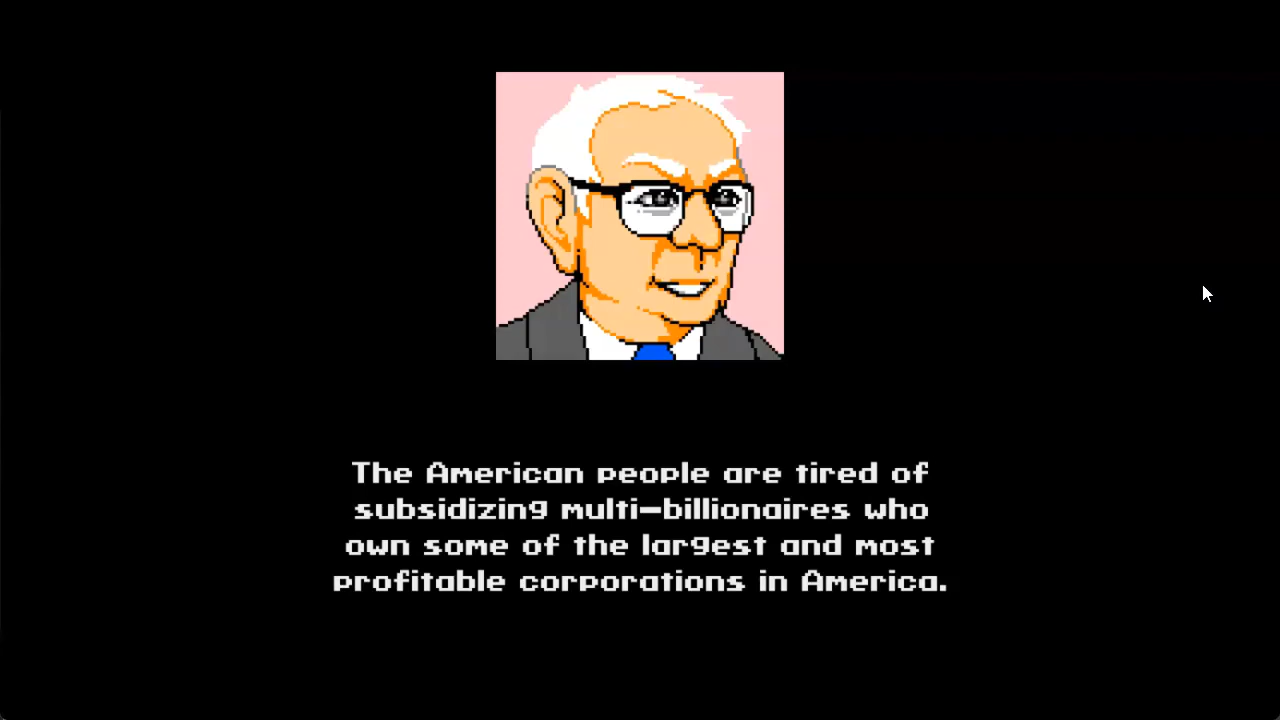 The American people are tired of
subsidizing multi-billionaires who
own some of the largest and most
profitable corporations in America.